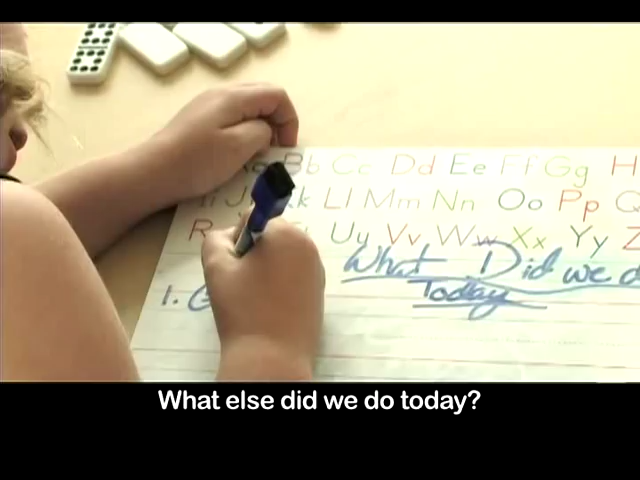 Bb Cc Dd Ee Ff Gg H
Ll Mm Nn Oo Pp Q
R Uu Vv Ww Xx Yy Z
What Did we d
Today
1. G
What else did we do today?